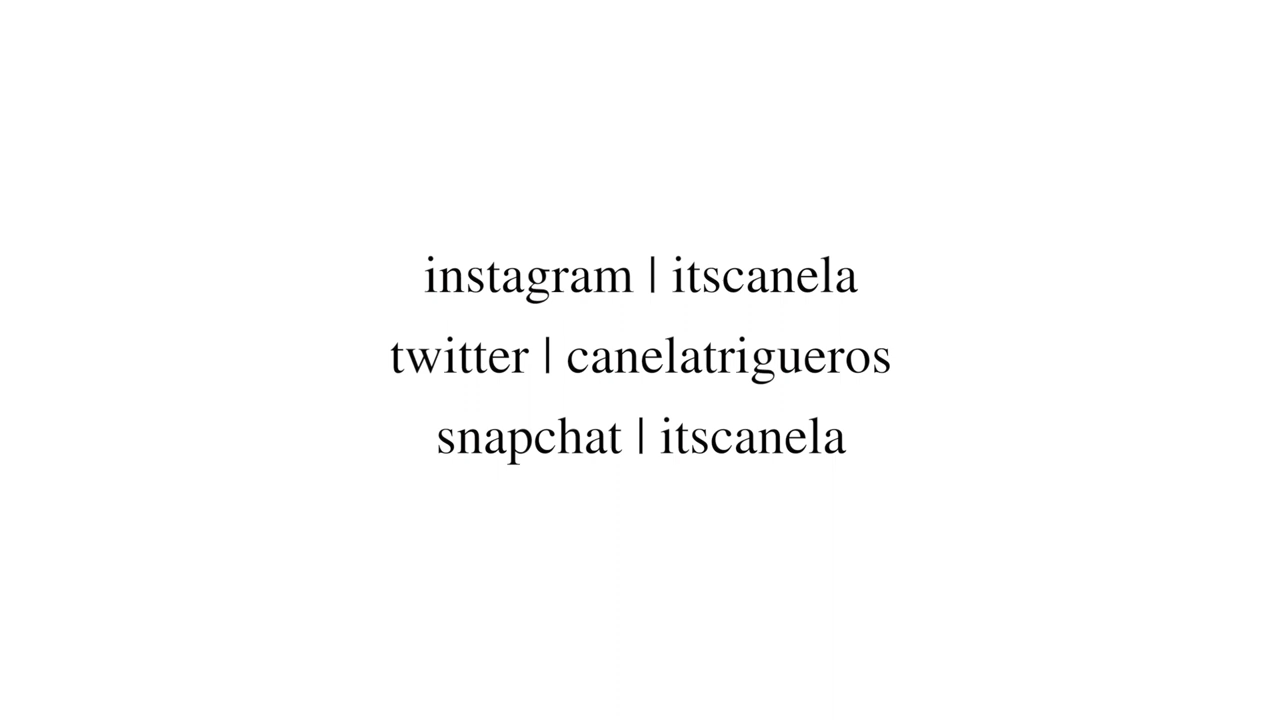 instagram | itscanela
twitter | canelatrigueros
snapchat | itscanela